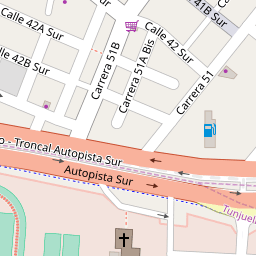 Calle 42A Sur
41B Sur
Calle 42 Sur
Calle 42B Sur
Carrera 51B
Carrera 51A Bis
Carrera 51
o - Troncal Autopista Sur
Autopista Sur
Tunjuel